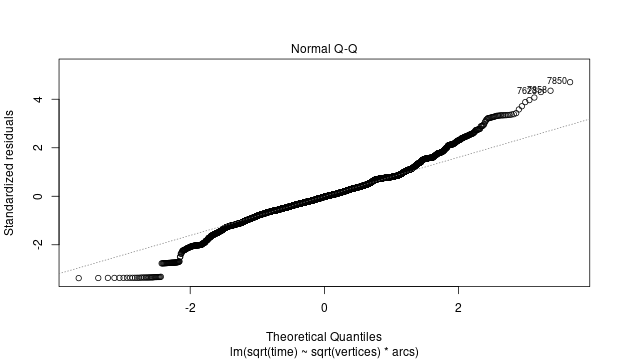 Normal Q-Q
7850
Standardized residuals
4
2
0
-2
-2
0
2
Theoretical Quantiles
lm(sqrt(time) ~ sqrt(vertices) * arcs)